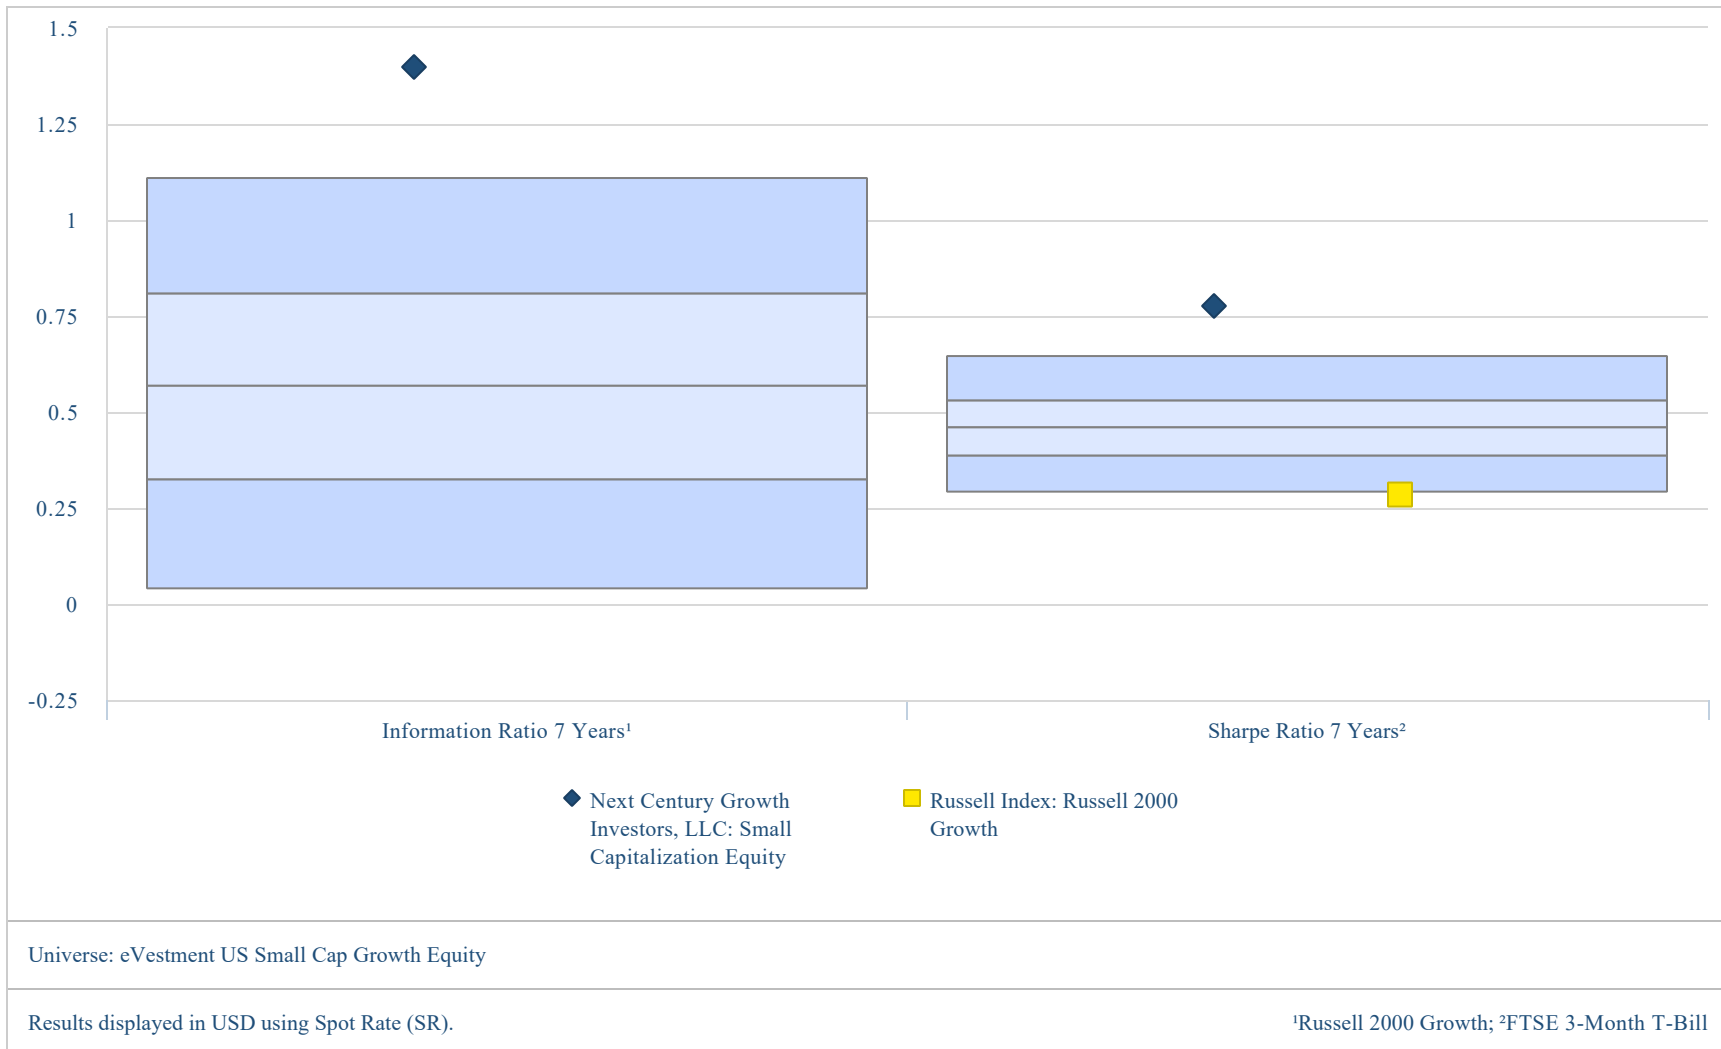 1.5
1.25
1
0.75
0.5
0.25
0
-0.25
Information Ratio 7 Years¹
Sharpe Ratio 7 Years²
Next Century Growth
Investors, LLC: Small
Capitalization Equity
Russell Index: Russell 2000
Growth
Universe: eVestment US Small Cap Growth Equity
Results displayed in USD using Spot Rate (SR).
¹Russell 2000 Growth; ²FTSE 3-Month T-Bill